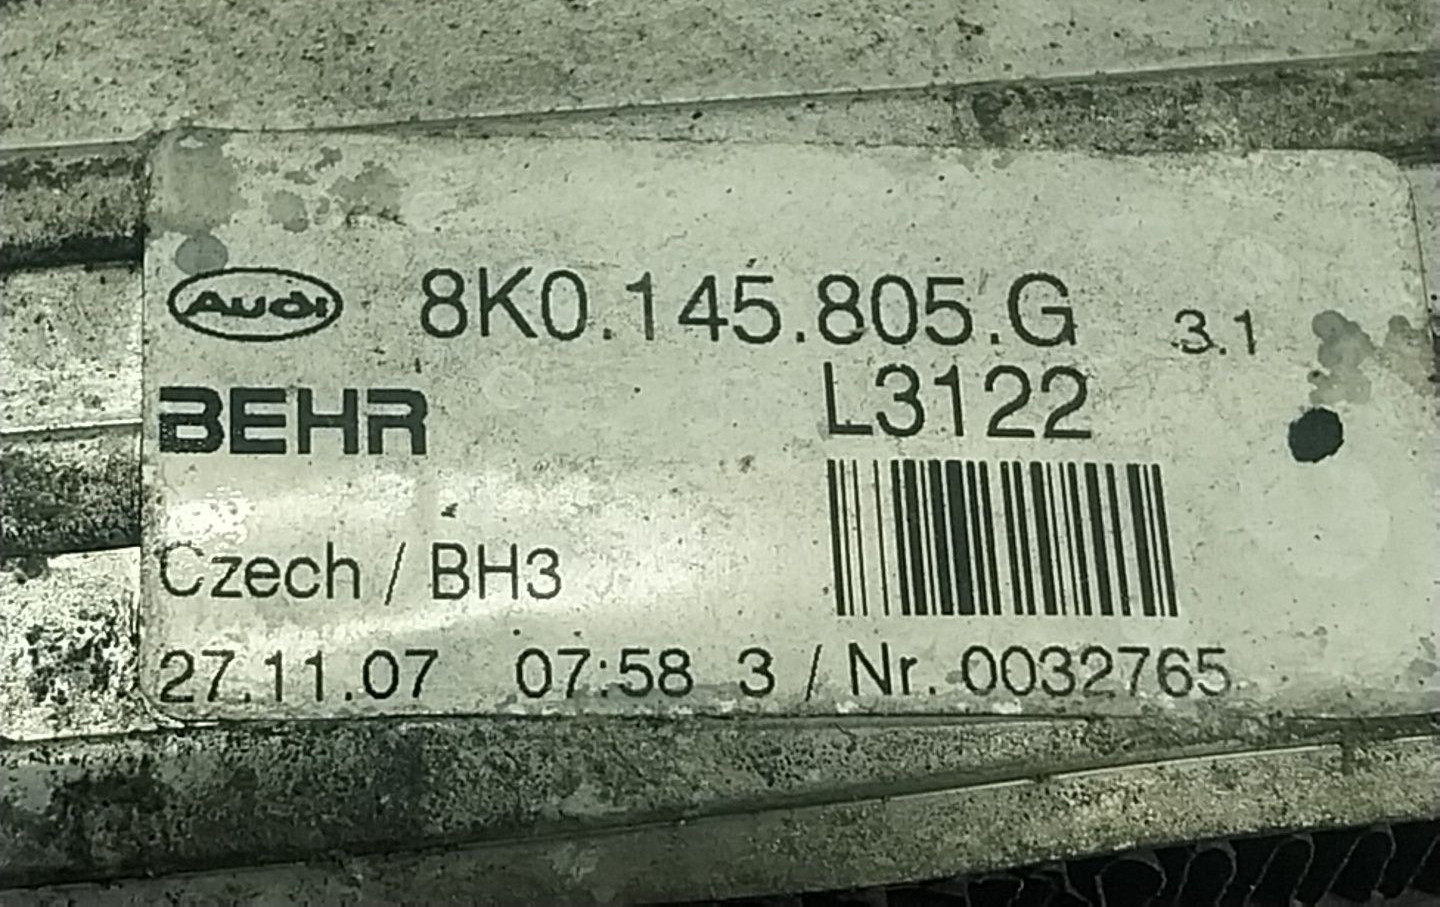 Audi 8K0.145.805.G 3.1
BEHR L3122
Czech / BH3
27.11.07 07:58 3 / Nr. 0032765